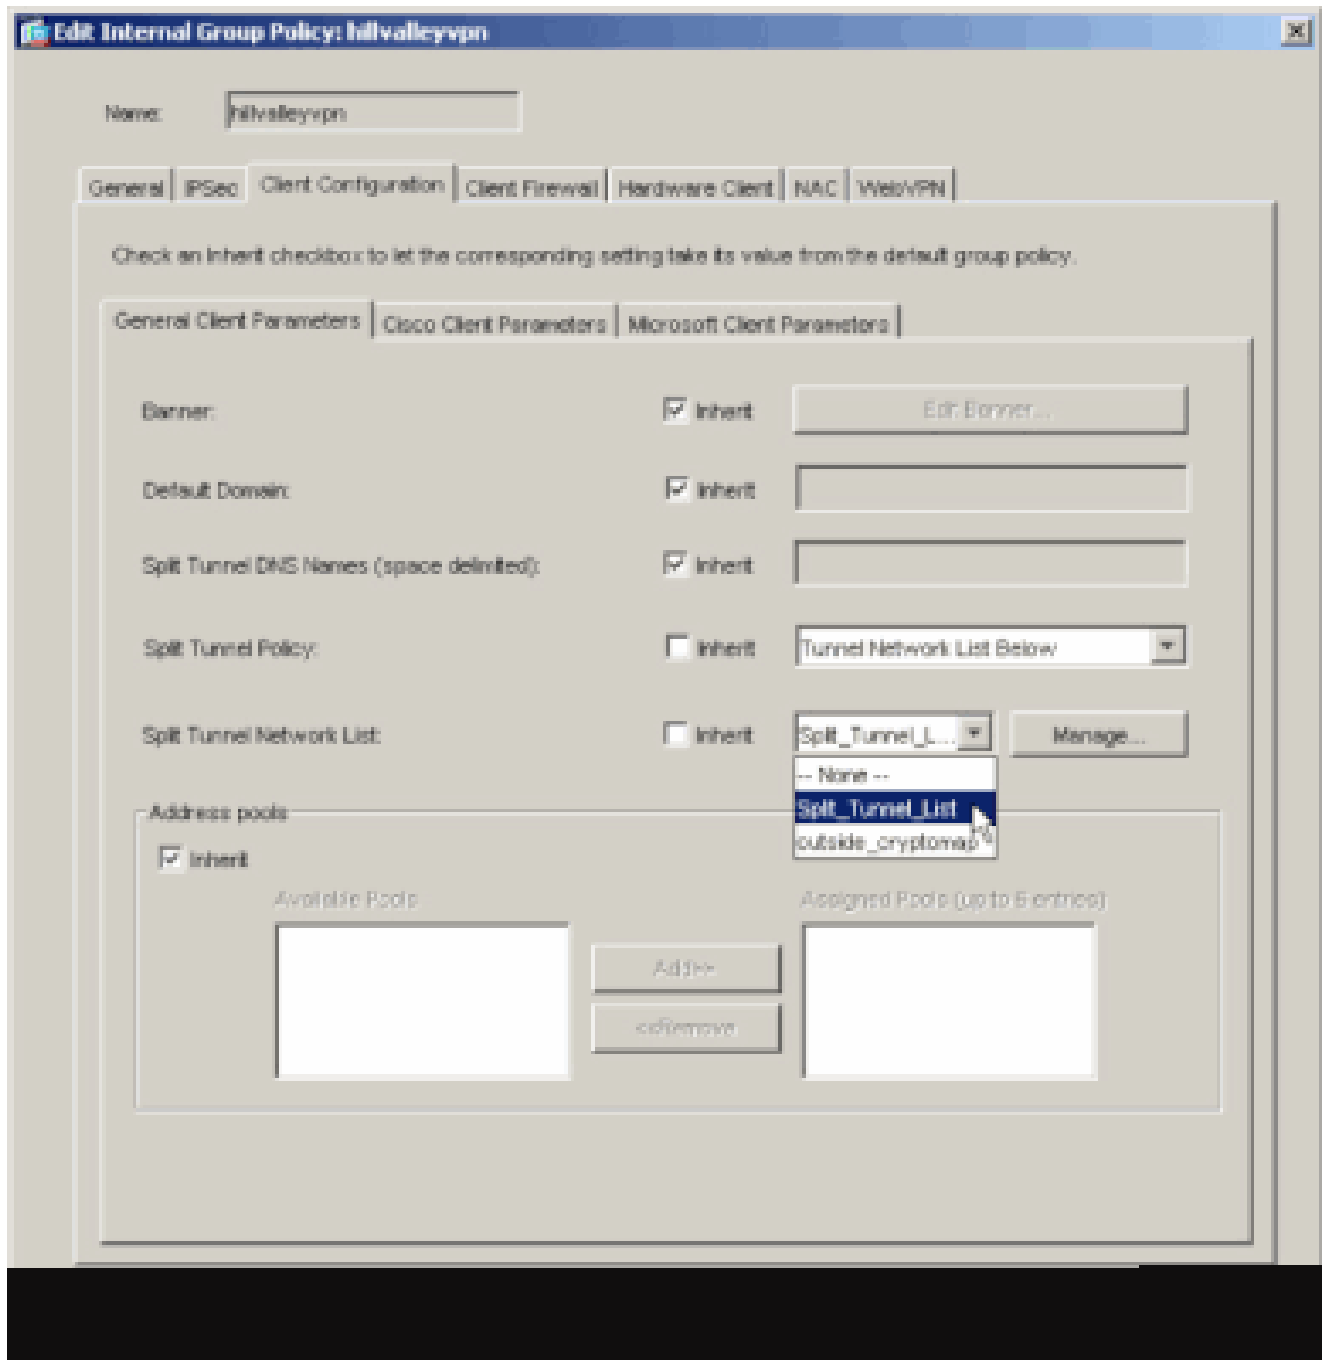 Edit Internal Group Policy: hillvalleyvpn
Name: hillvalleyvpn
General IPSec Client Configuration Client Firewall Hardware Client NAC WebVPN
Check an Inherit checkbox to let the corresponding setting take its value from the default group policy.
General Client Parameters Cisco Client Parameters Microsoft Client Parameters
Banner: Inherit Edit Banner...
Default Domain: Inherit
Split Tunnel DNS Names (space delimited): Inherit
Split Tunnel Policy: Inherit Tunnel Network List Below
Split Tunnel Network List: Inherit Split_Tunnel_L... Manage...
-- None --
Split_Tunnel_List
outside_cryptomap
Address pools
Inherit
Available Pools Assigned Pools (up to 6 entries)
Add>>
<<Remove